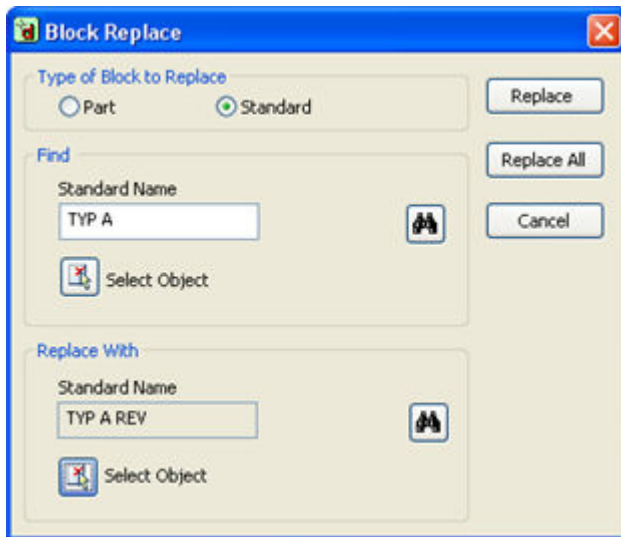 Block Replace
Type of Block to Replace
Part Standard
Replace
Replace All
Cancel
Find
Standard Name
TYP A
Select Object
Replace With
Standard Name
TYP A REV
Select Object